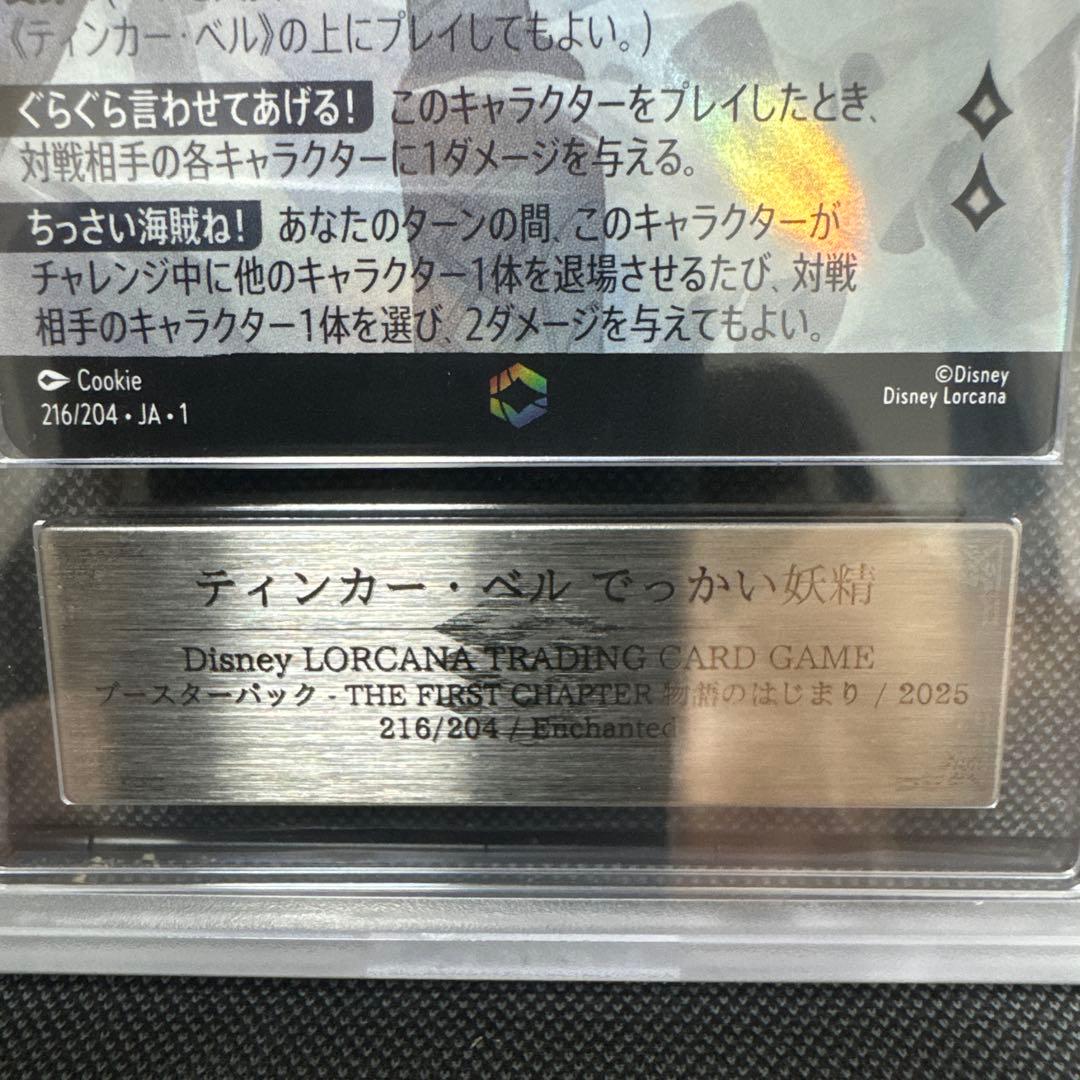 《ティンカー・ベル》の上にプレイしてもよい。)
ぐらぐら言わせてあげる! このキャラクターをプレイしたとき、
対戦相手の各キャラクターに1ダメージを与える。
ちっさい海賊ね! あなたのターンの間、このキャラクターが
チャレンジ中に他のキャラクター1体を退場させるたび、対戦
相手のキャラクター1体を選び、2ダメージを与えてもよい。
Cookie
216/204・JA・1
©Disney
Disney Lorcana
ティンカー・ベル でっかい妖精
Disney LORCANA TRADING CARD GAME
ブースターパック - THE FIRST CHAPTER 物語のはじまり / 2025
216/204 / Enchanted